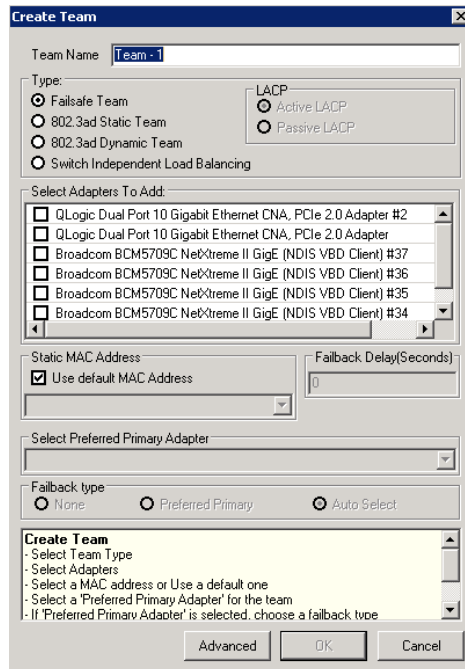 Create Team
Team Name Team - 1
Type:
Failsafe Team
802.3ad Static Team
802.3ad Dynamic Team
Switch Independent Load Balancing
LACP
Active LACP
Passive LACP
Select Adapters To Add:
QLogic Dual Port 10 Gigabit Ethernet CNA, PCIe 2.0 Adapter #2
QLogic Dual Port 10 Gigabit Ethernet CNA, PCIe 2.0 Adapter
Broadcom BCM5709C NetXtreme II GigE (NDIS VBD Client) #37
Broadcom BCM5709C NetXtreme II GigE (NDIS VBD Client) #36
Broadcom BCM5709C NetXtreme II GigE (NDIS VBD Client) #35
Broadcom BCM5709C NetXtreme II GigE (NDIS VBD Client) #34
Static MAC Address
Use default MAC Address
Failback Delay(Seconds)
0
Select Preferred Primary Adapter
Failback type
None Preferred Primary Auto Select
Create Team
- Select Team Type
- Select Adapters
- Select a MAC address or Use a default one
- Select a 'Preferred Primary Adapter' for the team
- If 'Preferred Primary Adapter' is selected, choose a failback type
Advanced OK Cancel